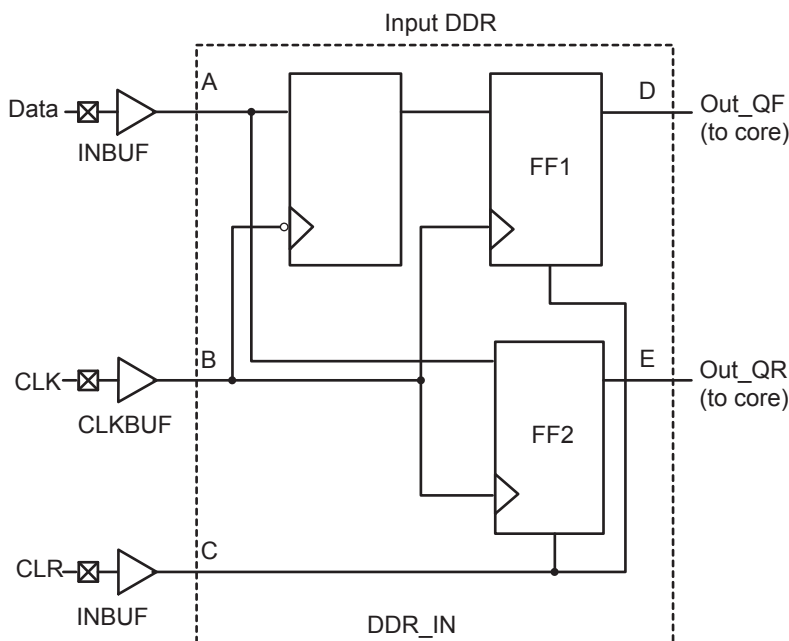 Input DDR
A
D
Data
Out_QF
(to core)
INBUF
FF1
B
E
CLK
Out_QR
(to core)
CLKBUF
FF2
C
CLR
INBUF
DDR_IN